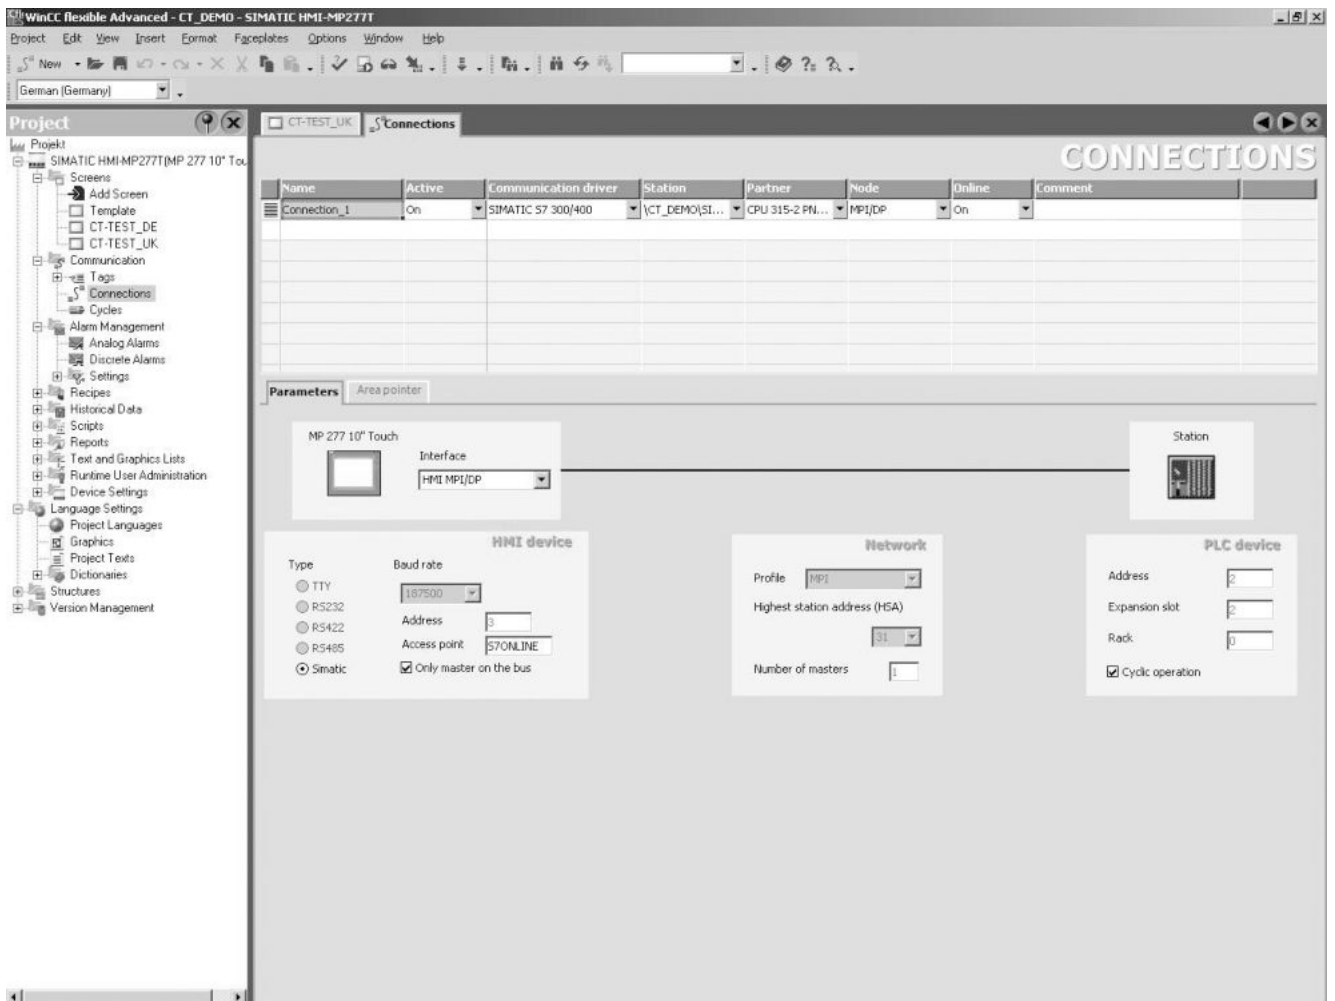 WinCC flexible Advanced - CT_DEMO - SIMATIC HMI-MP277T
Project Edit View Insert Format Faceplates Options Window Help
New
German (Germany)
Project
CT-TEST_UK
Connections
CONNECTIONS
Projekt
SIMATIC HMI-MP277T(MP 277 10" Tou
Screens
Add Screen
Template
CT-TEST_DE
CT-TEST_UK
Communication
Tags
Connections
Cycles
Alarm Management
Analog Alarms
Discrete Alarms
Settings
Recipes
Historical Data
Scripts
Reports
Text and Graphics Lists
Runtime User Administration
Device Settings
Language Settings
Project Languages
Graphics
Project Texts
Dictionaries
Structures
Version Management
Name Active Communication driver Station Partner Node Online Comment
Connection_1 On SIMATIC S7 300/400 \CT_DEMO\SI... CPU 315-2 PN... MPI/DP On
Parameters Area pointer
MP 277 10" Touch
Interface
HMI MPI/DP
Station
HMI device
Type
TTY
RS232
RS422
RS485
Simatic
Baud rate
187500
Address 3
Access point S7ONLINE
Only master on the bus
Network
Profile MPI
Highest station address (HSA)
31
Number of masters 1
PLC device
Address 2
Expansion slot 2
Rack 0
Cyclic operation